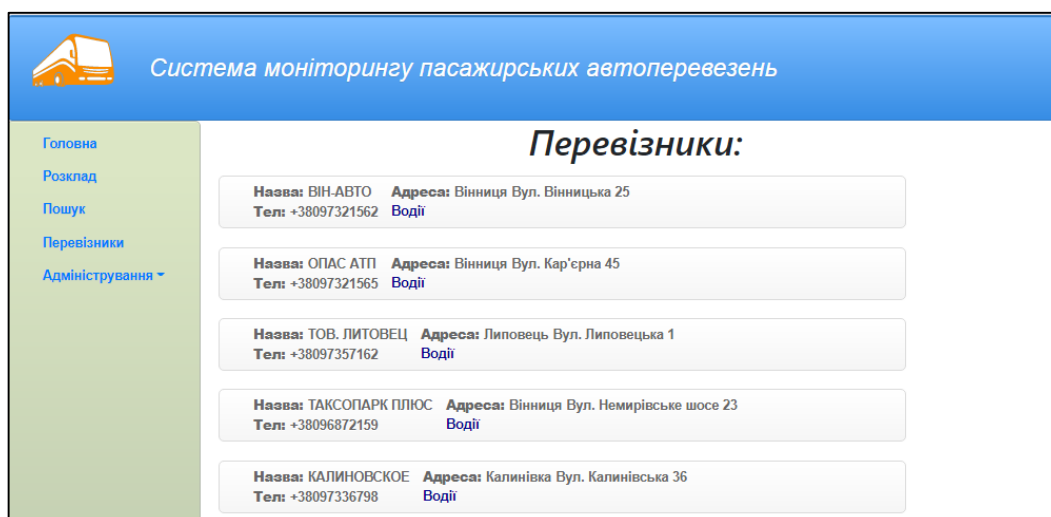 Система моніторингу пасажирських автоперевезень
Головна
Розклад
Пошук
Перевізники
Адміністрування
Перевізники:
Назва: ВІН-АВТО Адреса: Вінниця Вул. Вінницька 25
Тел: +38097321562 Водії
Назва: ОПАС АТП Адреса: Вінниця Вул. Кар'єрна 45
Тел: +38097321565 Водії
Назва: ТОВ. ЛИТОВЕЦ Адреса: Липовець Вул. Липовецька 1
Тел: +38097357162 Водії
Назва: ТАКСОПАРК ПЛЮС Адреса: Вінниця Вул. Немирівське шосе 23
Тел: +38096872159 Водії
Назва: КАЛИНОВСКОЕ Адреса: Калинівка Вул. Калинівська 36
Тел: +38097336798 Водії